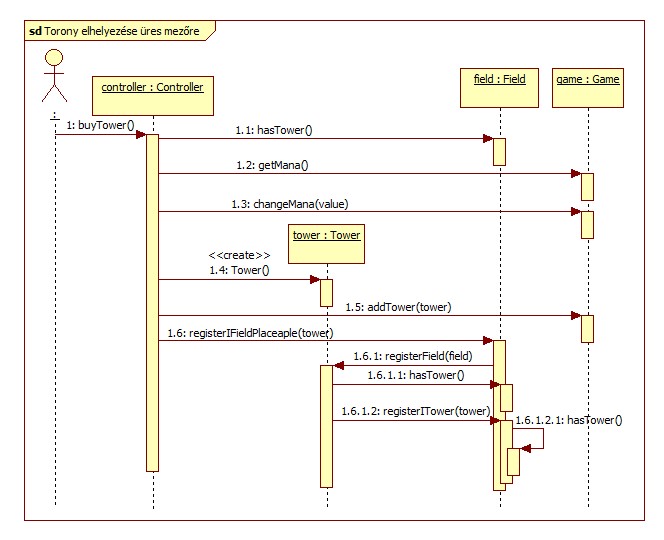 sd Torony elhelyezése üres mezőre
field : Field
game : Game
controller : Controller
:
1: buyTower()
1.1: hasTower()
1.2: getMana()
1.3: changeMana(value)
tower : Tower
<<create>>
1.4: Tower()
1.5: addTower(tower)
1.6: registerIFieldPlaceaple(tower)
1.6.1: registerField(field)
1.6.1.1: hasTower()
1.6.1.2: registerITower(tower)
1.6.1.2.1: hasTower()